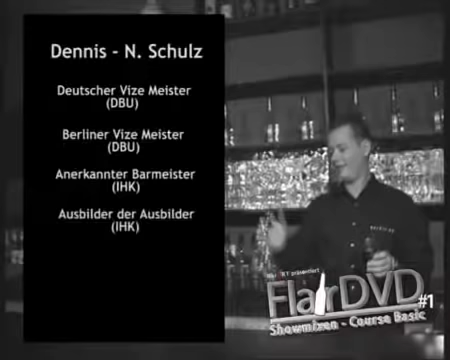 Dennis - N. Schulz
Deutscher Vize Meister
(DBU)
Berliner Vize Meister
(DBU)
Anerkannter Barmeister
(IHK)
Ausbilder der Ausbilder
(IHK)
präsentiert
FlairDVD #1
Showmixen - Course Basic